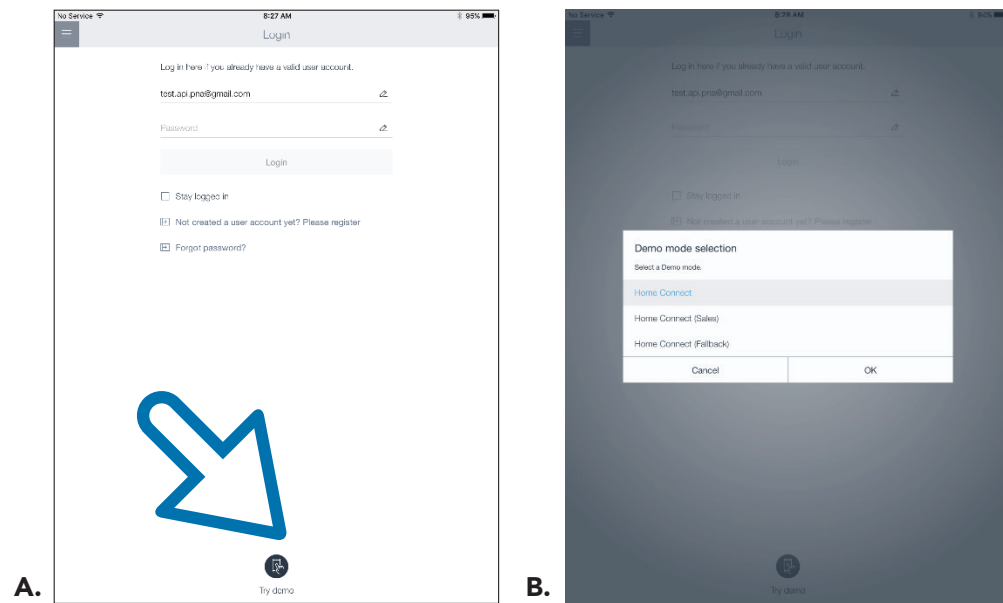 No Service 8:27 AM 95%
Login
Log in here if you already have a valid user account.
test.api.pna@gmail.com
Password
Login
Stay logged in
Not created a user account yet? Please register
Forgot password?
Try demo
A.
No Service 8:28 AM 94%
Login
Log in here if you already have a valid user account.
test.api.pna@gmail.com
Password
Login
Stay logged in
Not created a user account yet? Please register
Demo mode selection
Select a Demo mode.
Home Connect
Home Connect (Sales)
Home Connect (Fallback)
Cancel OK
Try demo
B.